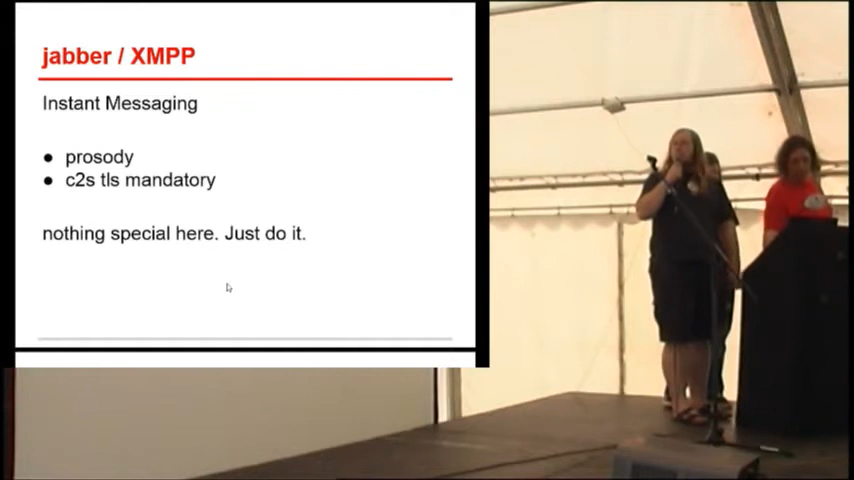 jabber / XMPP
Instant Messaging
● prosody
● c2s tls mandatory
nothing special here. Just do it.